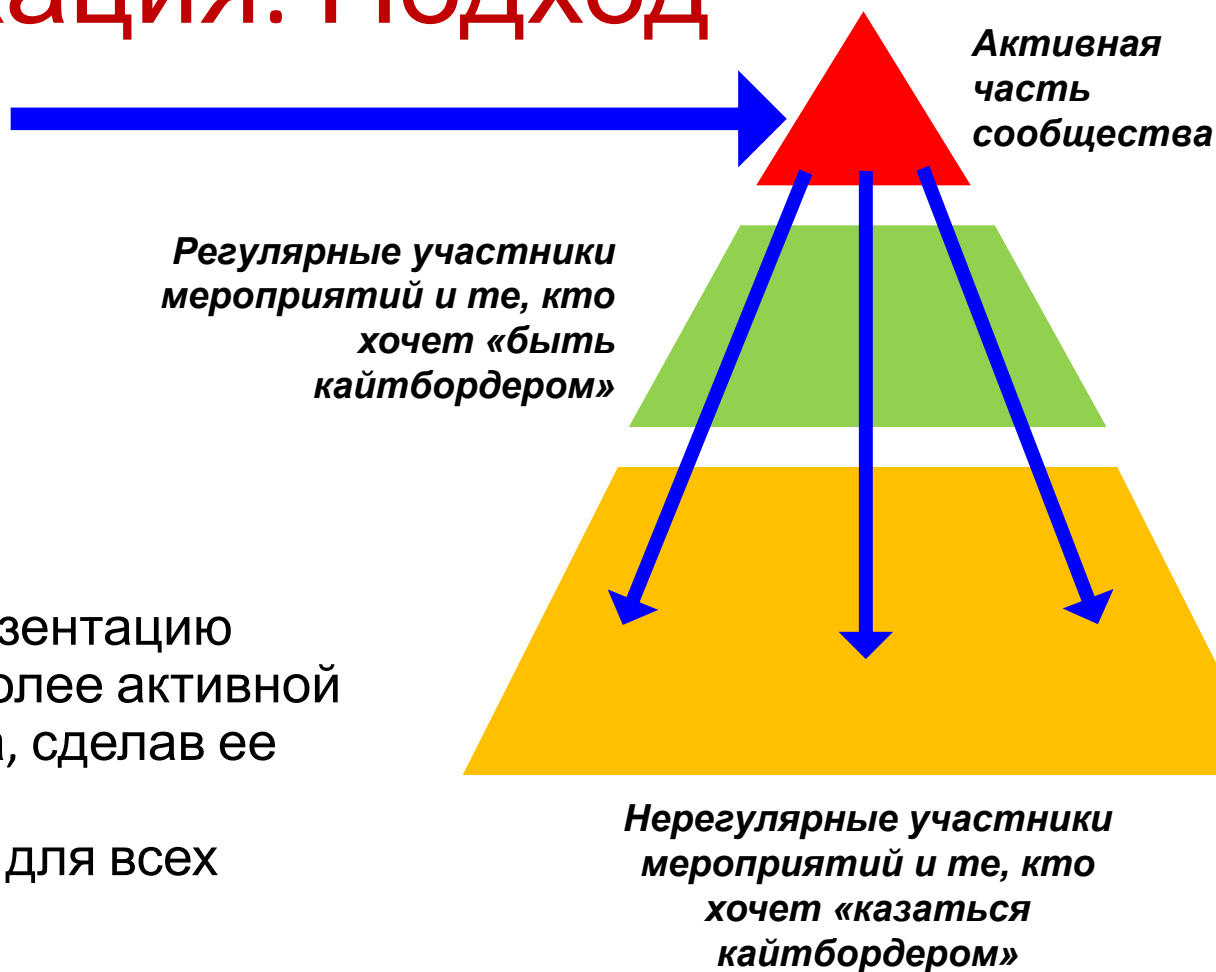 кация. Подход
Активная
часть
сообщества
Регулярные участники
мероприятий и те, кто
хочет «быть
кайтбордером»
зентацию
олее активной
а, сделав ее
для всех
Нерегулярные участники
мероприятий и те, кто
хочет «казаться
кайтбордером»